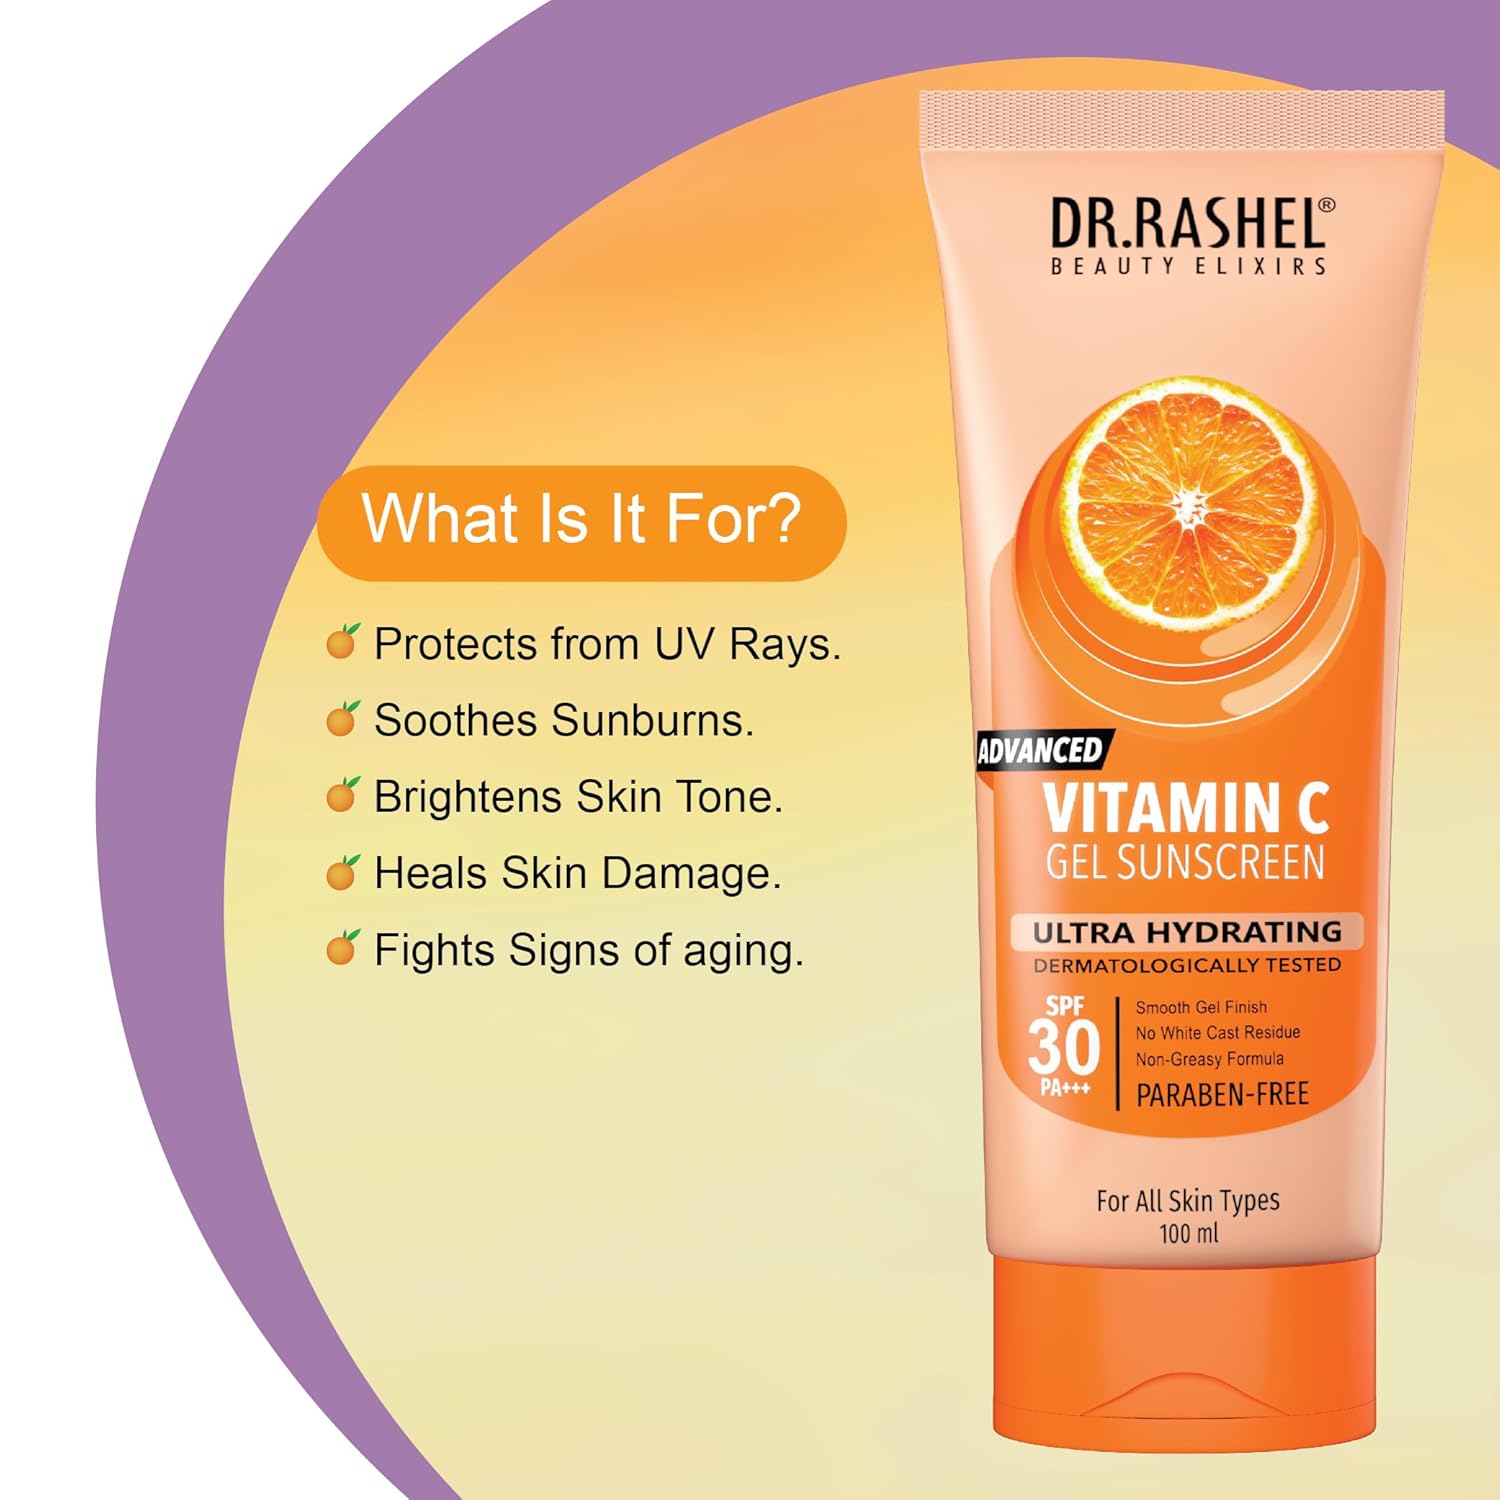 What Is It For?
Protects from UV Rays.
Soothes Sunburns.
Brightens Skin Tone.
Heals Skin Damage.
Fights Signs of aging.
DR.RASHEL®
BEAUTY ELIXIRS
ADVANCED
VITAMIN C
GEL SUNSCREEN
ULTRA HYDRATING
DERMATOLOGICALLY TESTED
SPF
30
PA+++
Smooth Gel Finish
No White Cast Residue
Non-Greasy Formula
PARABEN-FREE
For All Skin Types
100 ml